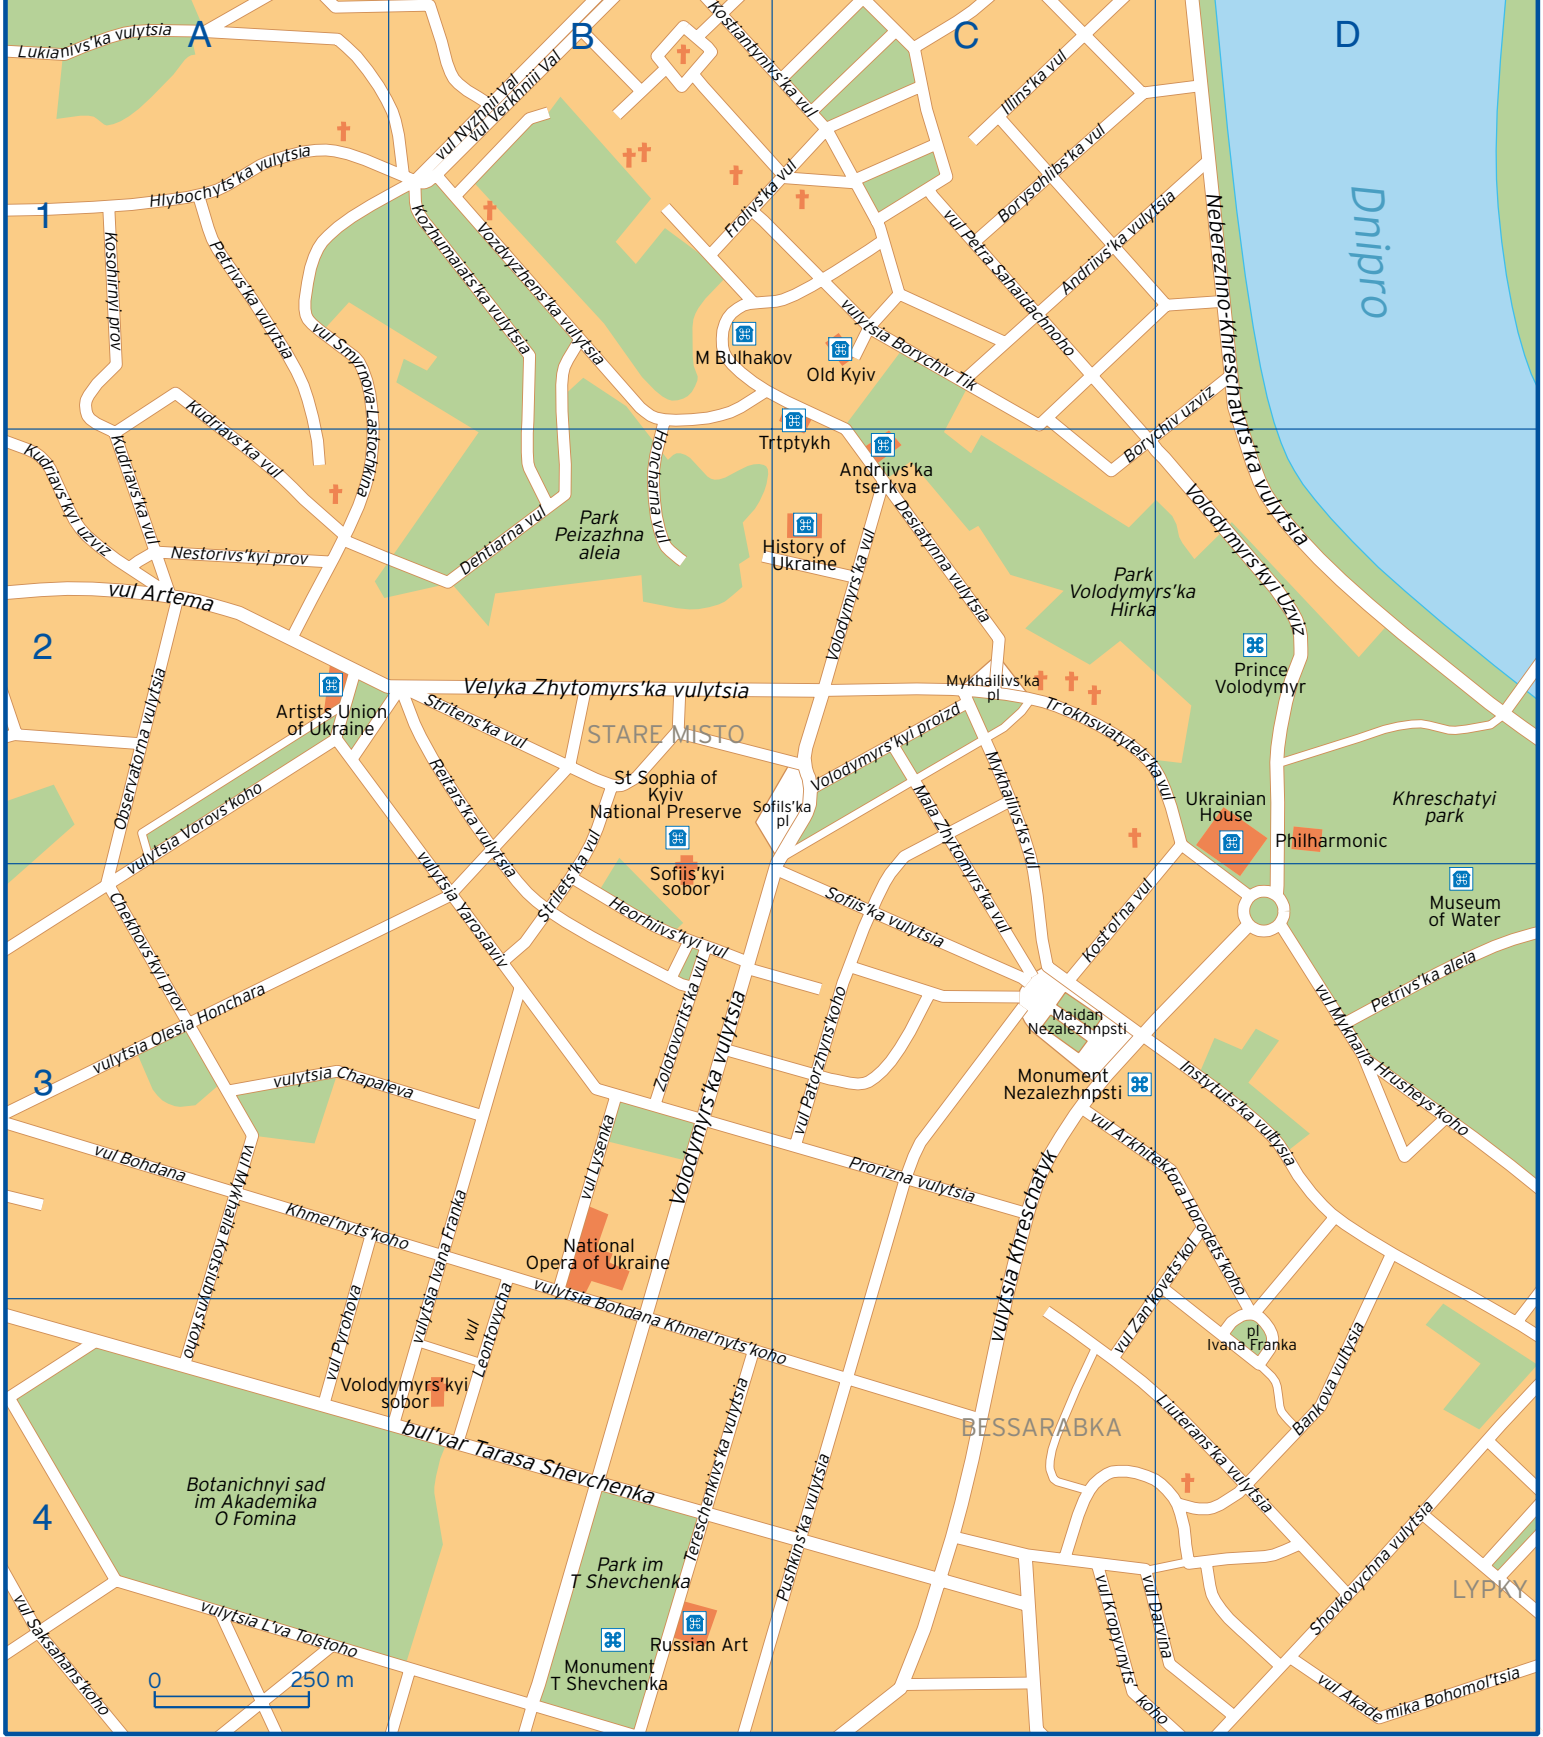 A
B
C
D
1
2
3
4
Lukianivs'ka vulytsia
Kostiantynivs'ka vul
vul Nyzhnii Val
vul Verkhniii Val
Illins'ka vul
Borysohlibs'ka vul
Hlybochyts'ka vulytsia
Frolivs'ka vul
Andriivs'ka vulytsia
Neberezhno-Khreschatyts'ka vulytsia
Dnipro
Kosohirnyi prov
Petrivs'ka vulytsia
Kozhumiats'ka vulytsia
Vozdvyzhens'ka vulytsia
vul Petra Sahaidachnoho
vul Smyrnova-Lastochkina
M Bulhakov
Old Kyiv
vulytsia Borychiv Tik
Borychiv uzviz
Kudriavs'ka vul
Kudriavs'ka vul
Kudriavs'kyi uzviz
Honcharna vul
Trtptykh
Andriivs'ka
tserkva
Volodymyrs'kyi Uzviz
Nestorivs'kyi prov
Dehtiarna vul
Park
Peizazhna
aleia
History of
Ukraine
Volodymyrs'ka vul
Desiatynna vulytsia
Park
Volodymyrs'ka
Hirka
vul Artema
Prince
Volodymyr
Velyka Zhytomyrs'ka vulytsia
Mykhailivs'ka
pl
Artists Union
of Ukraine
Stritens'ka vul
STARE MISTO
Volodymyrs'kyi proizd
Tr'okhsviatytels'ka vul
Observatorna vulytsia
Reitars'ka vulytsia
St Sophia of
Kyiv
National Preserve
Sofiis'ka
pl
Mykhailivs'ks vul
Mala Zhytomyrs'ka vul
vulytsia Vorovs'koho
Ukrainian
House
Philharmonic
Khreschatyi
park
vulytsia Yaroslaviv
Striliets'ka vul
Sofiis'kyi
sobor
Museum
of Water
Chekhovs'kyi prov
Heorhiivs'kyi vul
Sofiis'ka vulytsia
Kost'ol'na vul
Petrivs'ka aleia
vulytsia Olesia Honchara
Zolotovorits'ka vul
Volodymyrs'ka vulytsia
vul Patorzhyns'koho
Maidan
Nezalezhnpsti
vul Mykhaila Hrusheys'koho
vulytsia Chapaieva
Monument
Nezalezhnpsti
Instytuts'ka vultysia
vul Bohdana
Khmel'nyts'koho
vul Mykhaila Kotsiubyns'koho
vulytsia Ivana Franka
vul Lysenka
Prorizna vulytsia
vul Arkhitektora Horodets'koho
vulytsia Khreschatyk
National
Opera of Ukraine
vul Pyrohova
vul
Leontovycha
vulytsia Bohdana Khmel'nyts'koho
vul Zan'kovets'koi
pl
Ivana Franka
Bankova vultysia
Volodymyrs'kyi
sobor
bul'var Tarasa Shevchenka
Tereschenkivs'ka vulytsia
Pushkins'ka vulytsia
BESSARABKA
Liuterans'ka vulytsia
Botanichnyi sad
im Akademika
O Fomina
Park im
T Shevchenka
Shovkovychna vulytsia
LYPKY
vul Saksahans'koho
vulytsia L'va Tolstoho
Monument
T Shevchenka
Russian Art
vul Kropyvnyts'
koho
vul Darvina
vul Akade mika Bohomol'tsia
0
250 m